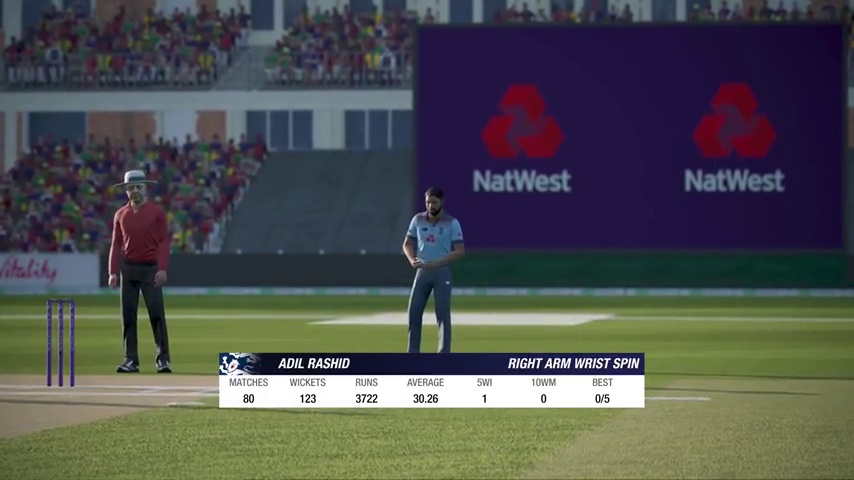 NatWest NatWest
Vitality
ADIL RASHID RIGHT ARM WRIST SPIN
MATCHES WICKETS RUNS AVERAGE 5WI 10WM BEST
80 123 3722 30.26 1 0 0/5